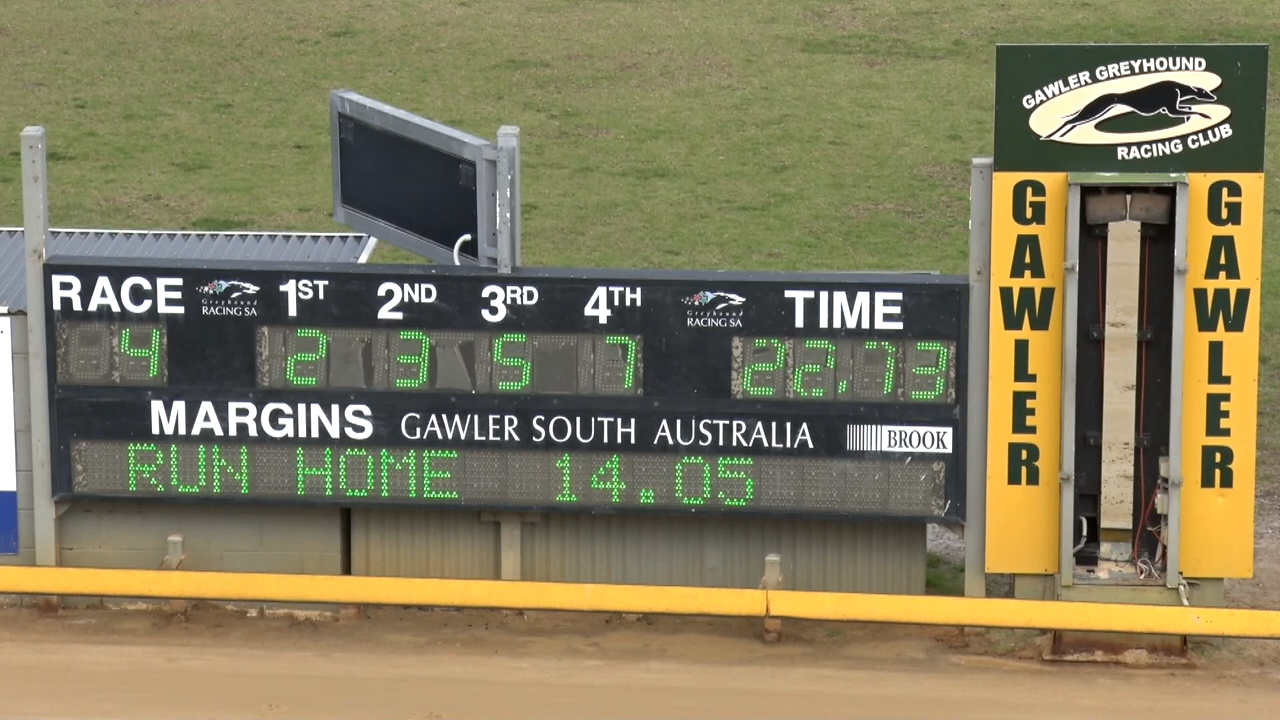 GAWLER GREYHOUND
RACING CLUB
RACE 1ST 2ND 3RD 4TH TIME
Greyhound
RACING SA
Greyhound
RACING SA
4 2 3 5 7 22.73
MARGINS GAWLER SOUTH AUSTRALIA BROOK
RUN HOME 14.05
GAWLER
GAWLER